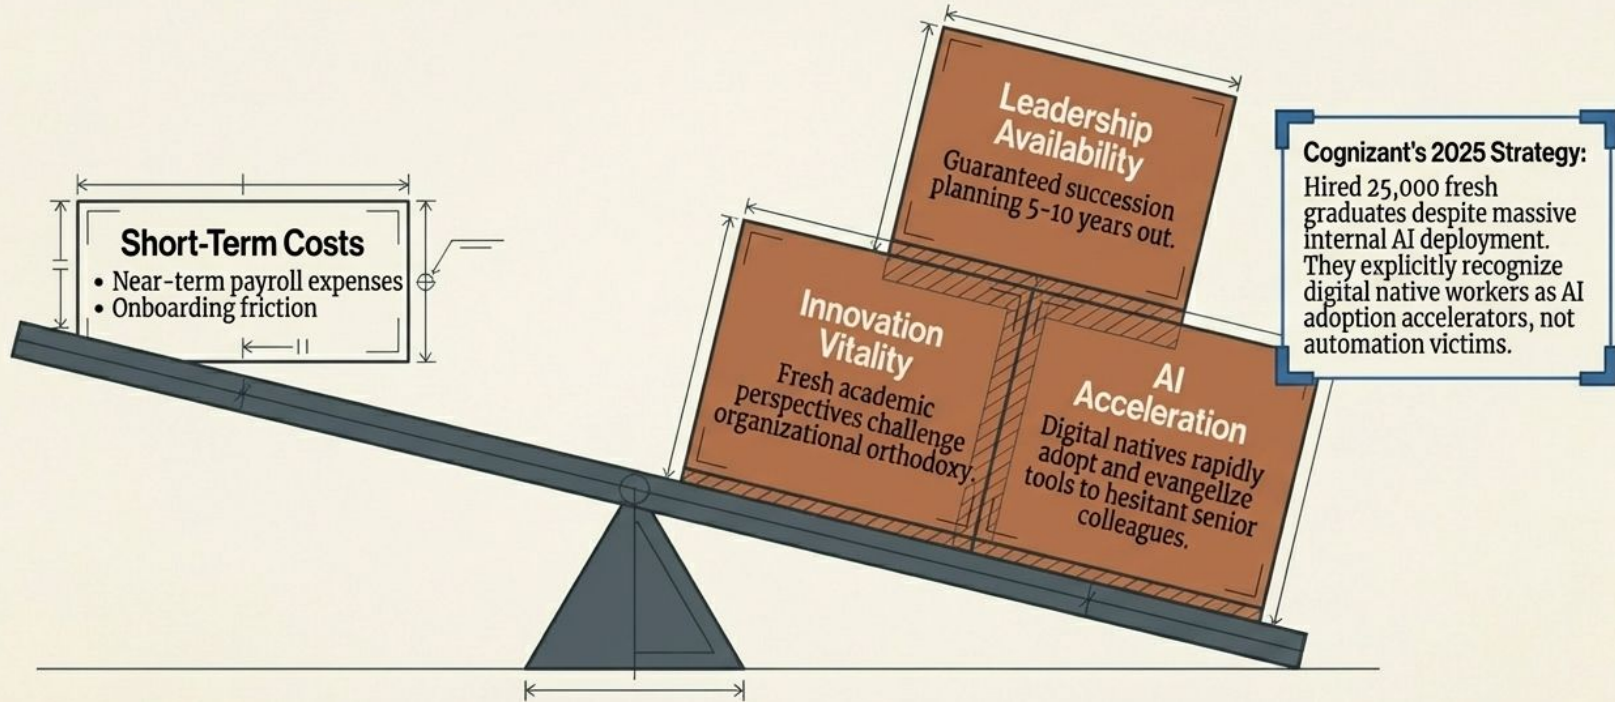 Short-Term Costs
• Near-term payroll expenses
• Onboarding friction
Leadership
Availability
Guaranteed succession
planning 5-10 years out.
Innovation
Vitality
Fresh academic
perspectives challenge
organizational orthodoxy.
AI
Acceleration
Digital natives rapidly
adopt and evangelize
tools to hesitant senior
colleagues.
Cognizant's 2025 Strategy:
Hired 25,000 fresh
graduates despite massive
internal AI deployment.
They explicitly recognize
digital native workers as AI
adoption accelerators, not
automation victims.